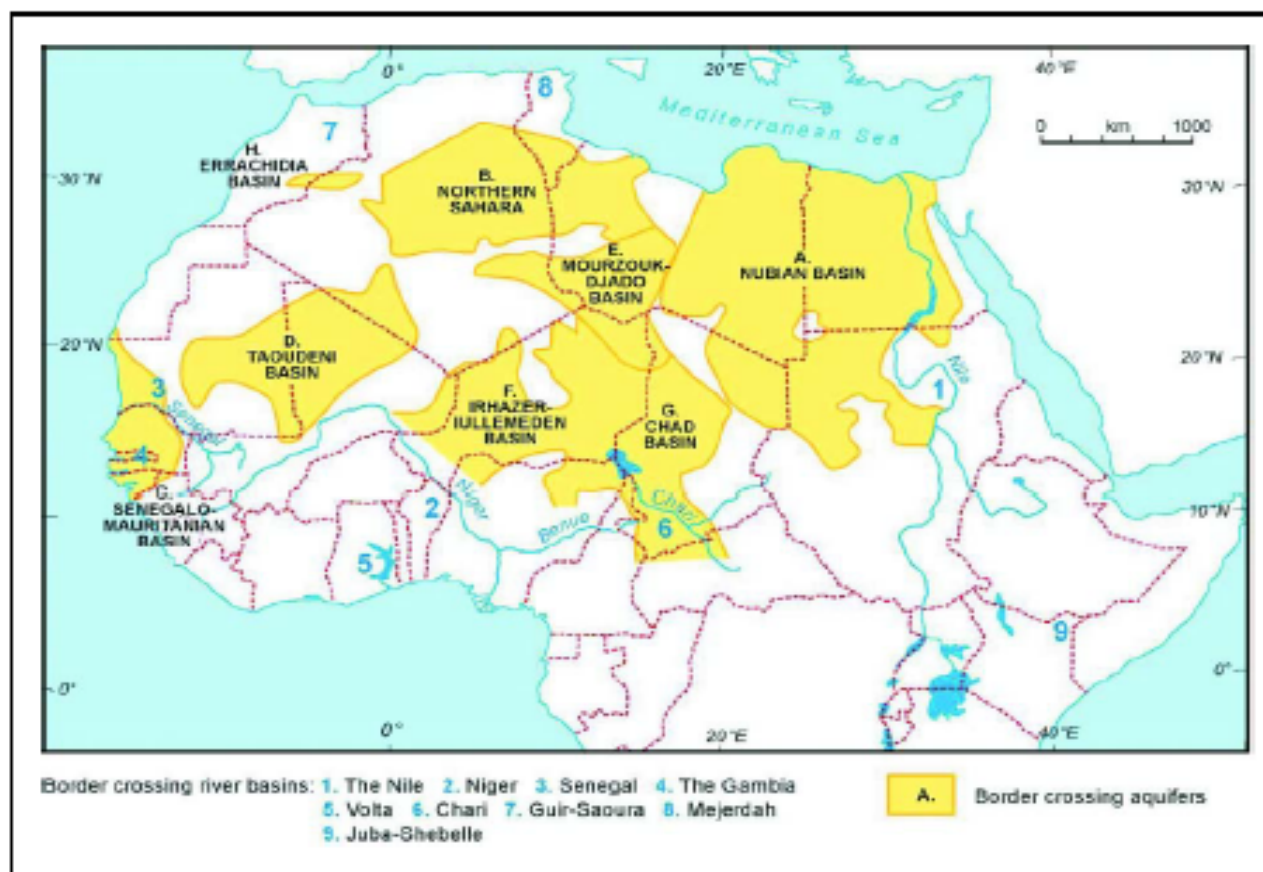 0°
20°E
40°E
8
7
Mediterranean Sea
0 km 1000
H.
ERRACHIDIA
BASIN
30°N
B.
NORTHERN
SAHARA
30°N
E.
MOURZOUK-
DJADO
BASIN
A.
NUBIAN BASIN
20°N
D.
TAOUDENI
BASIN
20°N
3
Senegal
F.
IRHAZER-
IULLEMEDEN
BASIN
G.
CHAD
BASIN
1
Nile
4
C.
SENEGALO-
MAURITANIAN
BASIN
2
Niger
Benue
Chari
6
10°N
5
9
0°
0°
0°
20°E
40°E
Border crossing river basins: 1. The Nile 2. Niger 3. Senegal 4. The Gambia
5. Volta 6. Chari 7. Guir-Saoura 8. Mejerdah
9. Juba-Shebelle
A. Border crossing aquifers